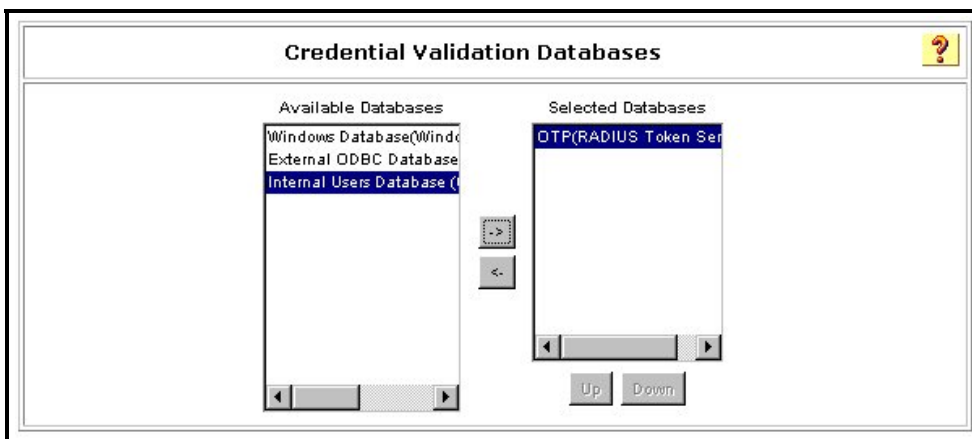 Credential Validation Databases
?
Available Databases
Windows Database(Windo
External ODBC Database
Internal Users Database (
->
<-
Selected Databases
OTP(RADIUS Token Ser
Up
Down